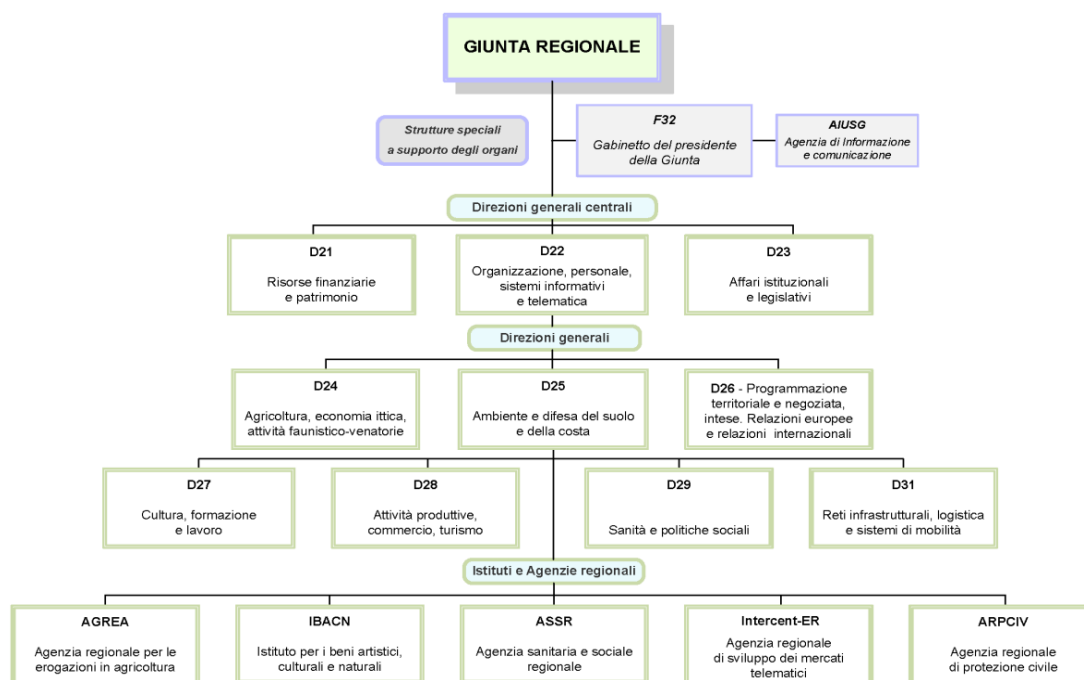 GIUNTA REGIONALE
Strutture speciali
a supporto degli organi
F32
Gabinetto del presidente
della Giunta
AIUSG
Agenzia di Informazione
e comunicazione
Direzioni generali centrali
D21
Risorse finanziarie
e patrimonio
D22
Organizzazione, personale,
sistemi informativi
e telematica
D23
Affari istituzionali
e legislativi
Direzioni generali
D24
Agricoltura, economia ittica,
attività faunistico-venatorie
D25
Ambiente e difesa del suolo
e della costa
D26 - Programmazione
territoriale e negoziata,
intese. Relazioni europee
e relazioni internazionali
D27
Cultura, formazione
e lavoro
D28
Attività produttive,
commercio, turismo
D29
Sanità e politiche sociali
D31
Reti infrastrutturali, logistica
e sistemi di mobilità
Istituti e Agenzie regionali
AGREA
Agenzia regionale per le
erogazioni in agricoltura
IBACN
Istituto per i beni artistici,
culturali e naturali
ASSR
Agenzia sanitaria e sociale
regionale
Intercent-ER
Agenzia regionale
di sviluppo dei mercati
telematici
ARPCIV
Agenzia regionale
di protezione civile